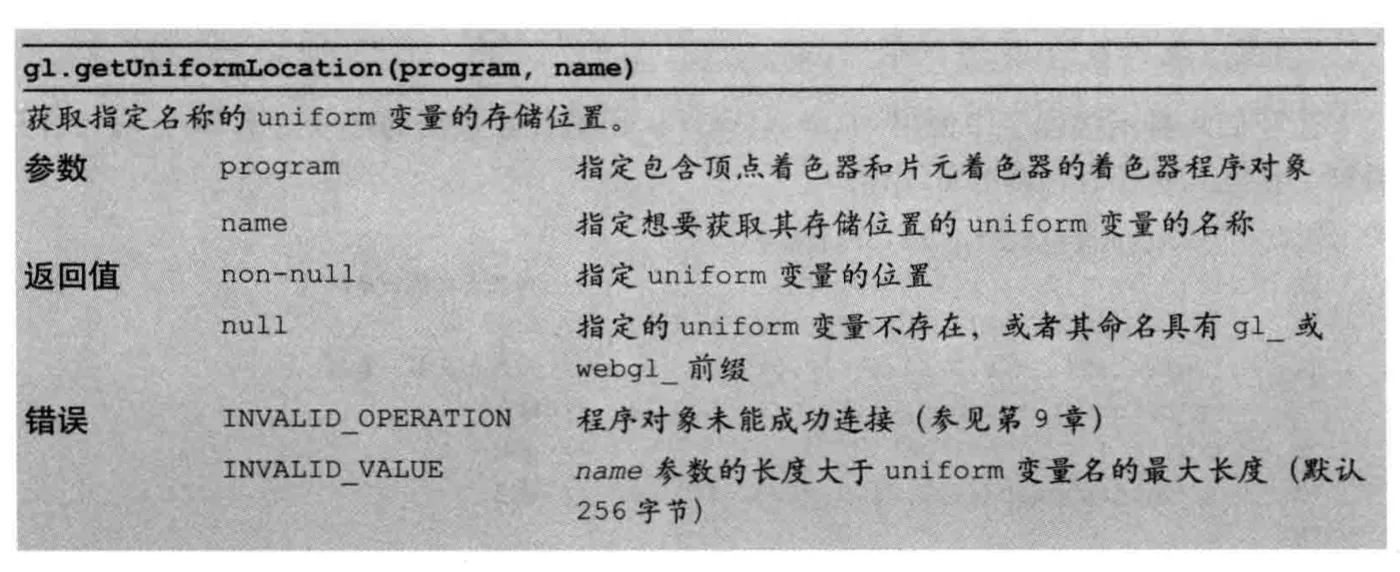 gl.getUniformLocation(program, name)
获取指定名称的 uniform 变量的存储位置。
参数 program 指定包含顶点着色器和片元着色器的着色器程序对象
name 指定想要获取其存储位置的 uniform 变量的名称
返回值 non-null 指定 uniform 变量的位置
null 指定的 uniform 变量不存在，或者其命名具有 gl_ 或
webgl_ 前缀
错误 INVALID_OPERATION 程序对象未能成功连接（参见第 9 章）
INVALID_VALUE name 参数的长度大于 uniform 变量名的最大长度（默认
256 字节）